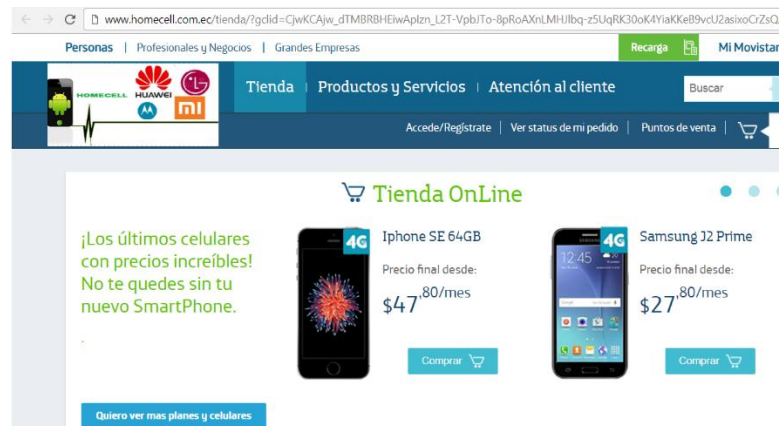 www.homecell.com.ec/tienda/?gclid=CjwKCAjw_dTMBRBHEiwApIzn_L2T-VpbJTo-8pRoAXnLMHJIbq-z5UqRK30oK4YiaKKeB9vcU2asixoCrZsQ
Personas | Profesionales y Negocios | Grandes Empresas
Recarga
Mi Movistar
HOMECELL
HUAWEI
LG
Tienda | Productos y Servicios | Atención al cliente
Buscar
Accede/Regístrate | Ver status de mi pedido | Puntos de venta |
Tienda OnLine
¡Los últimos celulares
con precios increíbles!
No te quedes sin tu
nuevo SmartPhone.
.
4G
Iphone SE 64GB
Precio final desde:
$47,80/mes
Comprar
SAMSUNG
12:45
4G
Samsung J2 Prime
Precio final desde:
$27,80/mes
Comprar
Quiero ver mas planes y celulares